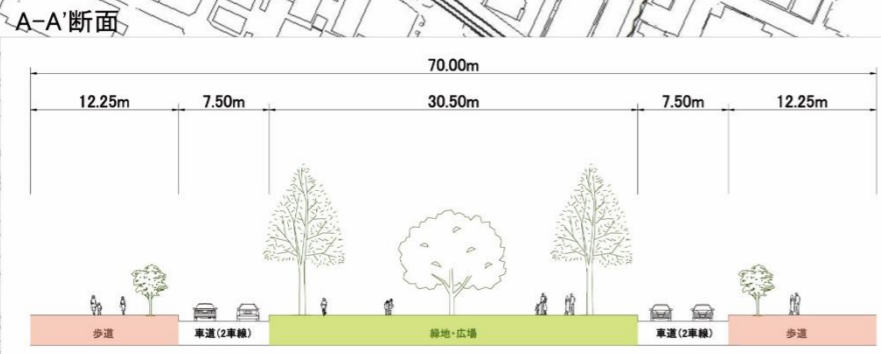 A-A'断面
70.00m
12.25m 7.50m 30.50m 7.50m 12.25m
歩道 車道(2車線) 緑地・広場 車道(2車線) 歩道